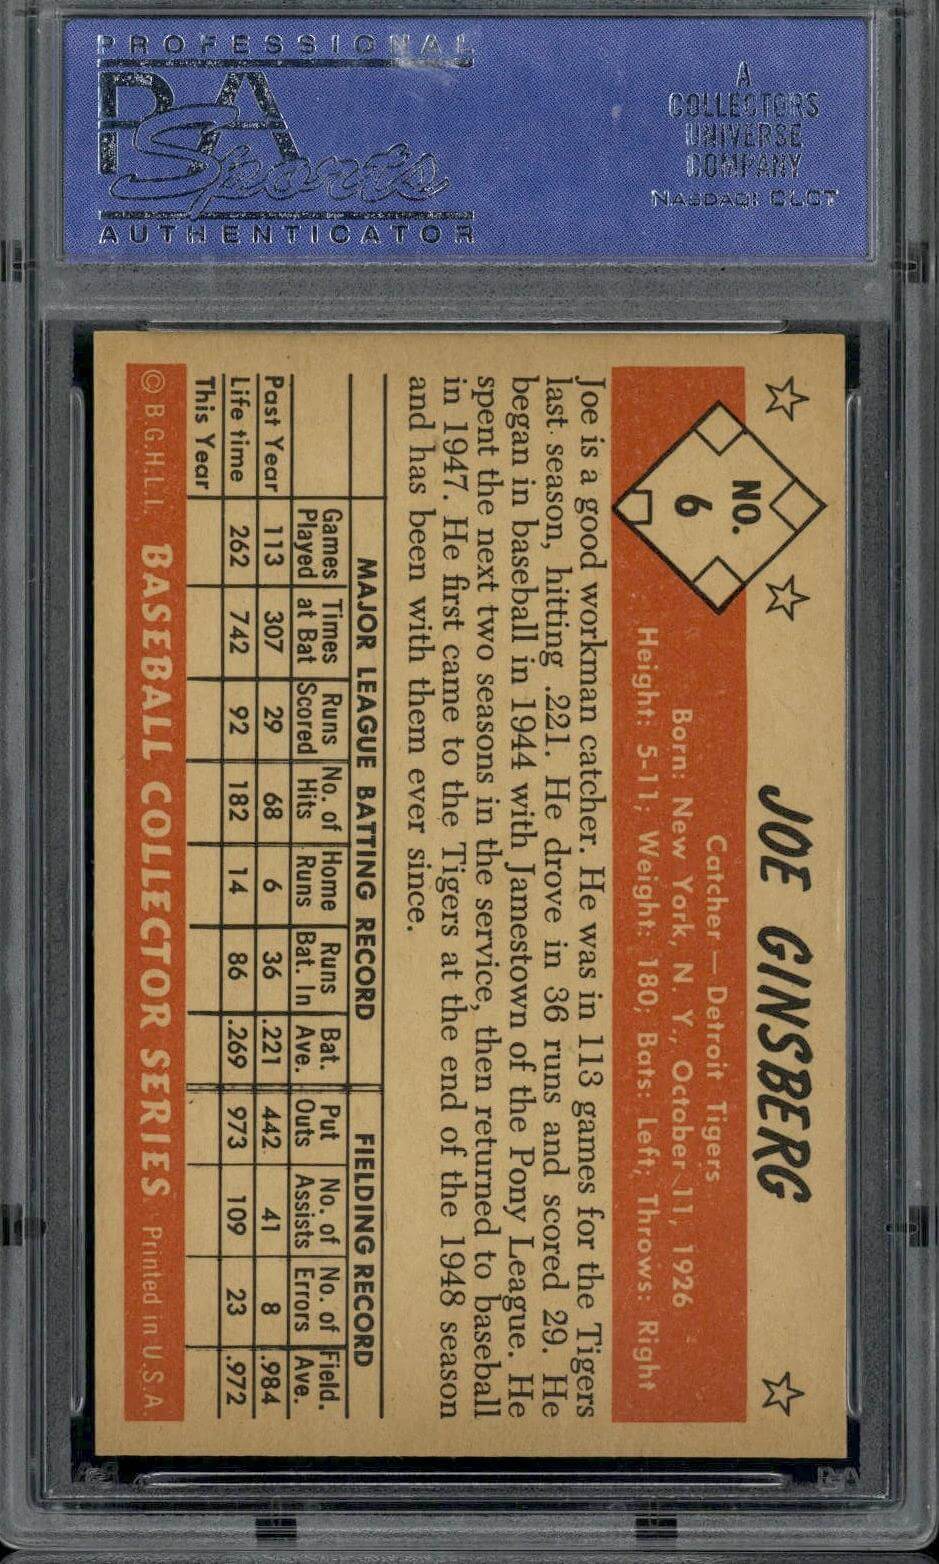 PROFESSIONAL
PSA
Sports
AUTHENTICATOR
A
COLLECTORS
UNIVERSE
COMPANY
NASDAQ: CLCT
NO.
6
JOE GINSBERG
Catcher — Detroit Tigers
Born: New York, N. Y., October 11, 1926
Height: 5-11; Weight: 180; Bats: Left; Throws: Right
Joe is a good workman catcher. He was in 113 games for the Tigers
last season, hitting .221. He drove in 36 runs and scored 29. He
began in baseball in 1944 with Jamestown of the Pony League. He
spent the next two seasons in the service, then returned to baseball
in 1947. He first came to the Tigers at the end of the 1948 season
and has been with them ever since.
MAJOR LEAGUE BATTING RECORD FIELDING RECORD
Games Times Runs No. of Home Runs Bat. Put No. of No. of Field.
Played at Bat Scored Hits Runs Bat. In Ave. Outs Assists Errors Ave.
Past Year 113 307 29 68 6 36 .221 442 41 8 .984
Life time 262 742 92 182 14 86 .269 973 109 23 .972
This Year
© B.G.H.L.I. BASEBALL COLLECTOR SERIES Printed in U.S.A.